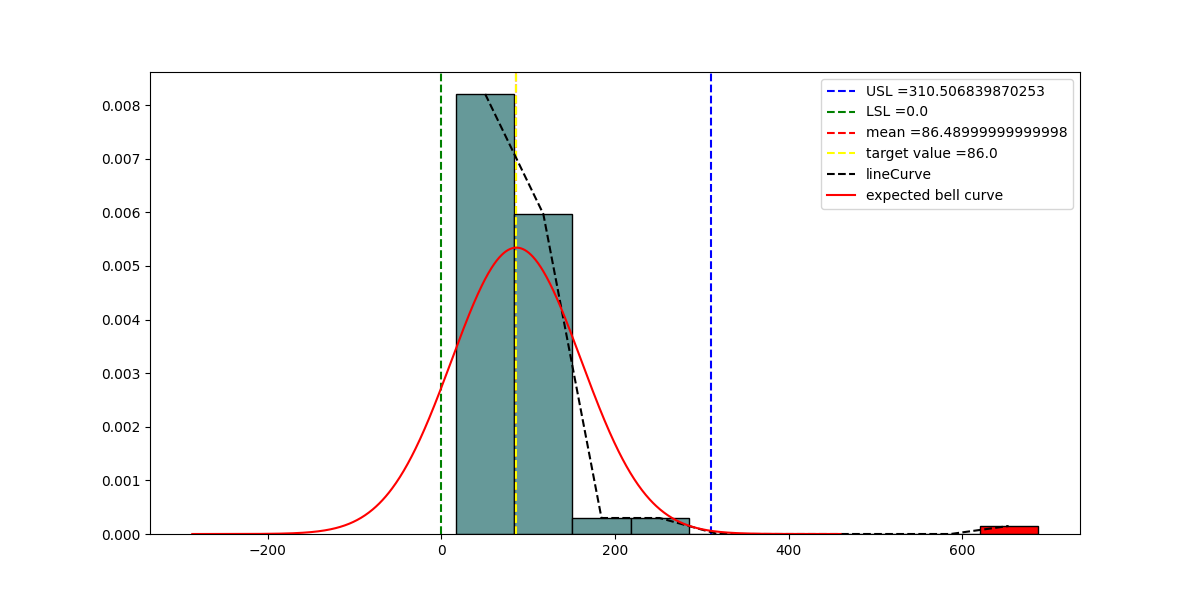 USL =310.506839870253
LSL =0.0
mean =86.48999999999998
target value =86.0
lineCurve
expected bell curve
0.008
0.007
0.006
0.005
0.004
0.003
0.002
0.001
0.000
−200
0
200
400
600